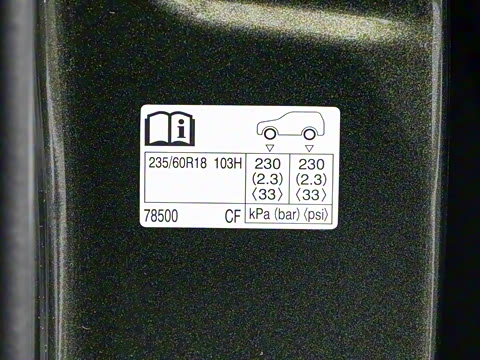 i
235/60R18 103H 230 230
(2.3) (2.3)
⟨33⟩ ⟨33⟩
78500 CF kPa (bar) ⟨psi⟩